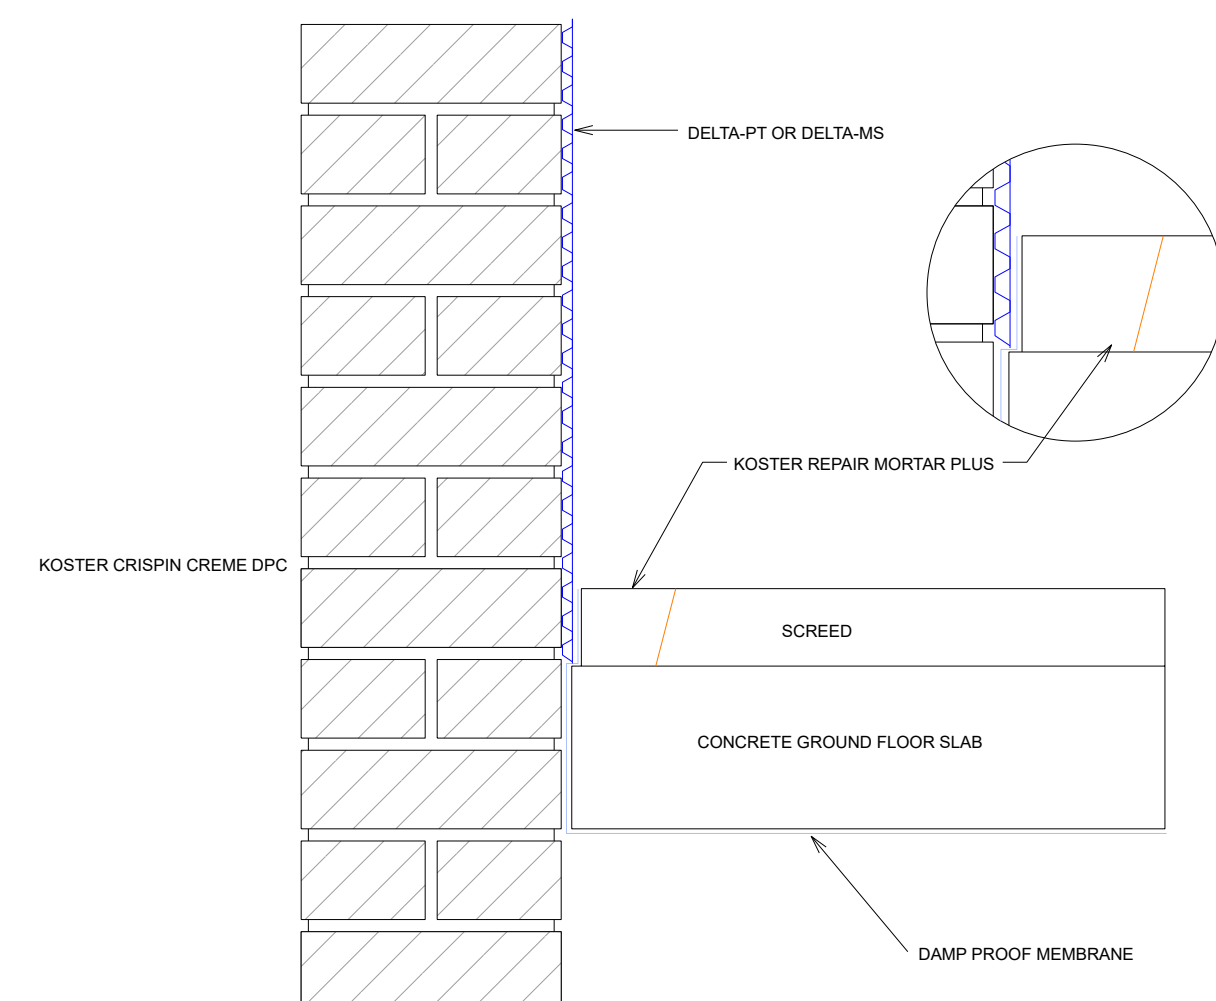 DELTA-PT OR DELTA-MS
KOSTER REPAIR MORTAR PLUS
KOSTER CRISPIN CREME DPC
SCREED
CONCRETE GROUND FLOOR SLAB
DAMP PROOF MEMBRANE